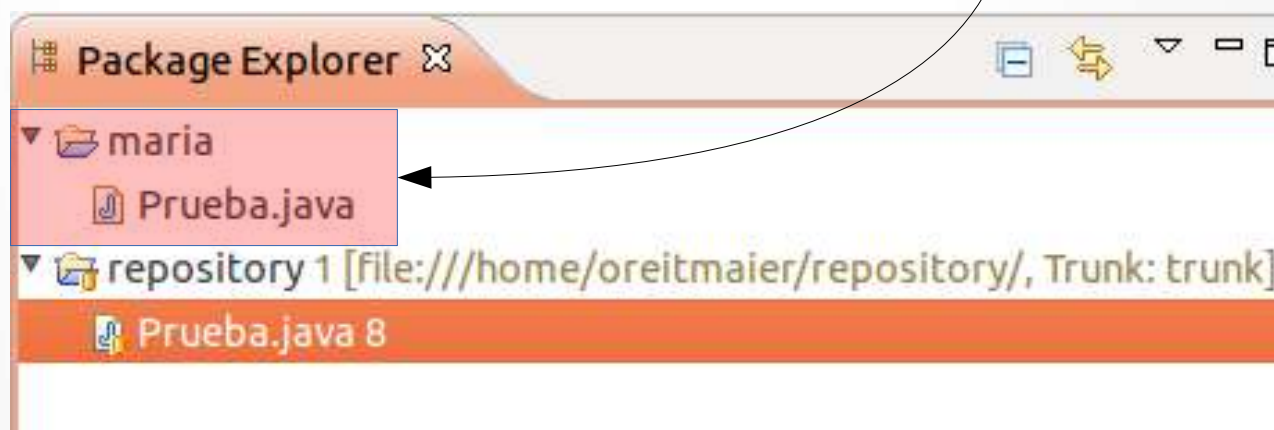 Package Explorer
maria
Prueba.java
repository 1 [file:///home/oreitmaier/repository/, Trunk: trunk]
Prueba.java 8